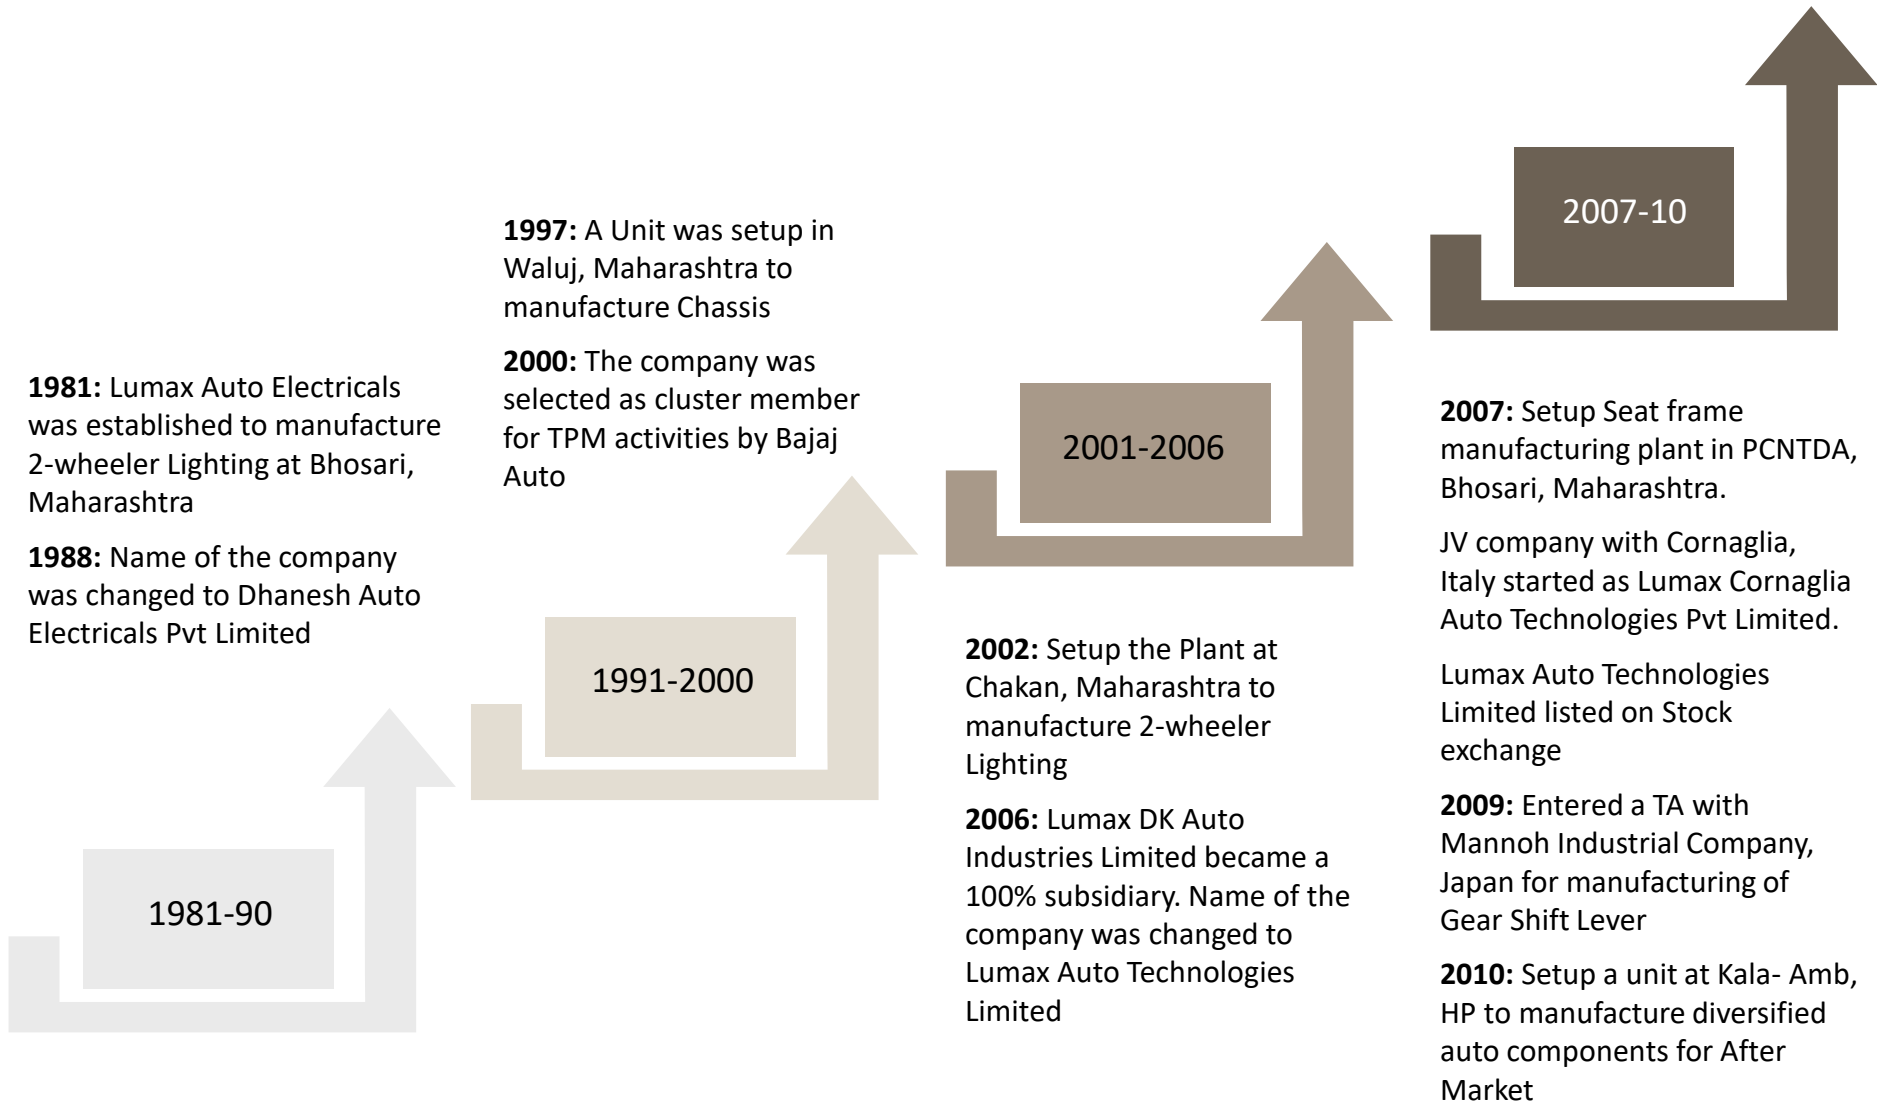 1981: Lumax Auto Electricals
was established to manufacture
2-wheeler Lighting at Bhosari,
Maharashtra
1988: Name of the company
was changed to Dhanesh Auto
Electricals Pvt Limited
1981-90
1997: A Unit was setup in
Waluj, Maharashtra to
manufacture Chassis
2000: The company was
selected as cluster member
for TPM activities by Bajaj
Auto
1991-2000
2001-2006
2002: Setup the Plant at
Chakan, Maharashtra to
manufacture 2-wheeler
Lighting
2006: Lumax DK Auto
Industries Limited became a
100% subsidiary. Name of the
company was changed to
Lumax Auto Technologies
Limited
2007-10
2007: Setup Seat frame
manufacturing plant in PCNTDA,
Bhosari, Maharashtra.
JV company with Cornaglia,
Italy started as Lumax Cornaglia
Auto Technologies Pvt Limited.
Lumax Auto Technologies
Limited listed on Stock
exchange
2009: Entered a TA with
Mannoh Industrial Company,
Japan for manufacturing of
Gear Shift Lever
2010: Setup a unit at Kala- Amb,
HP to manufacture diversified
auto components for After
Market